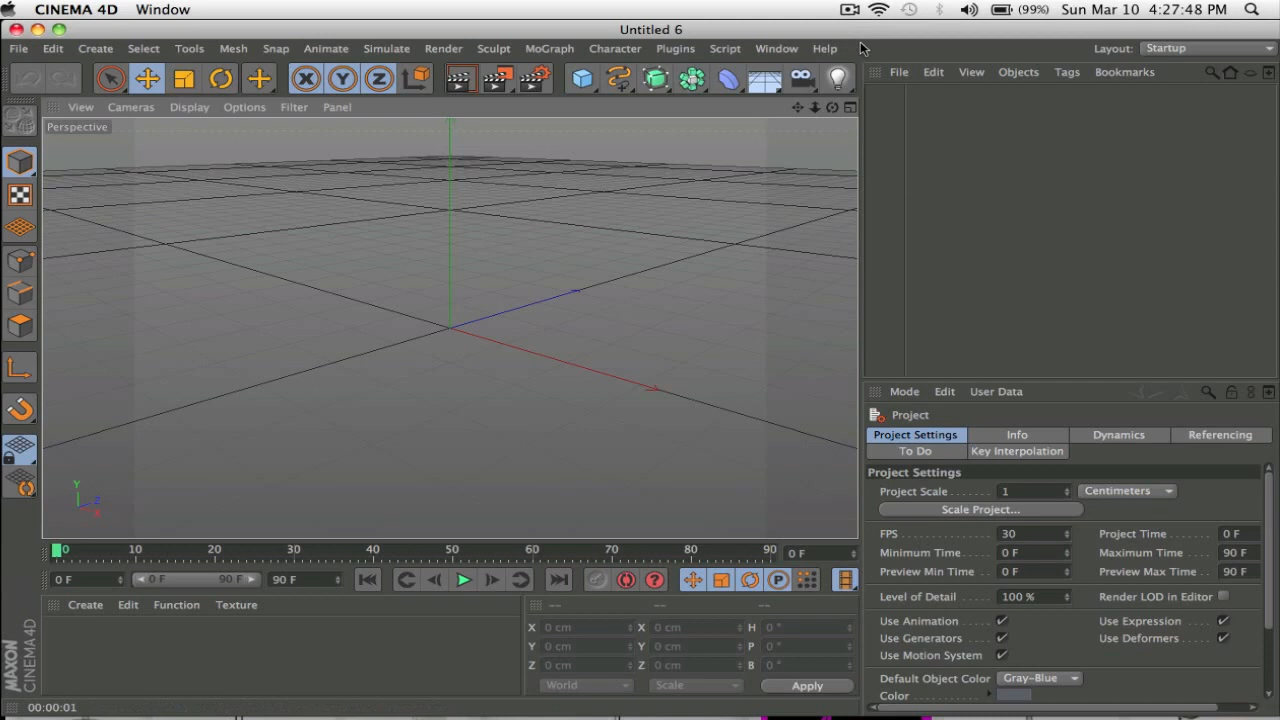 CINEMA 4D Window (99%) Sun Mar 10 4:27:48 PM
Untitled 6
File Edit Create Select Tools Mesh Snap Animate Simulate Render Sculpt MoGraph Character Plugins Script Window Help Layout: Startup
X Y Z
File Edit View Objects Tags Bookmarks
View Cameras Display Options Filter Panel
Perspective
Y
Z
X
Mode Edit User Data
Project
Project Settings Info Dynamics Referencing
To Do Key Interpolation
Project Settings
Project Scale 1 Centimeters
Scale Project...
FPS 30 Project Time 0 F
Minimum Time 0 F Maximum Time 90 F
Preview Min Time 0 F Preview Max Time 90 F
Level of Detail 100 % Render LOD in Editor
Use Animation Use Expression
Use Generators Use Deformers
Use Motion System
Default Object Color Gray-Blue
Color
0 10 20 30 40 50 60 70 80 90 0 F
0 F 0 F 90 F 90 F ? P
Create Edit Function Texture -- -- --
X 0 cm X 0 cm H 0 °
Y 0 cm Y 0 cm P 0 °
Z 0 cm Z 0 cm B 0 °
World Scale Apply
MAXON
CINEMA 4D
00:00:01